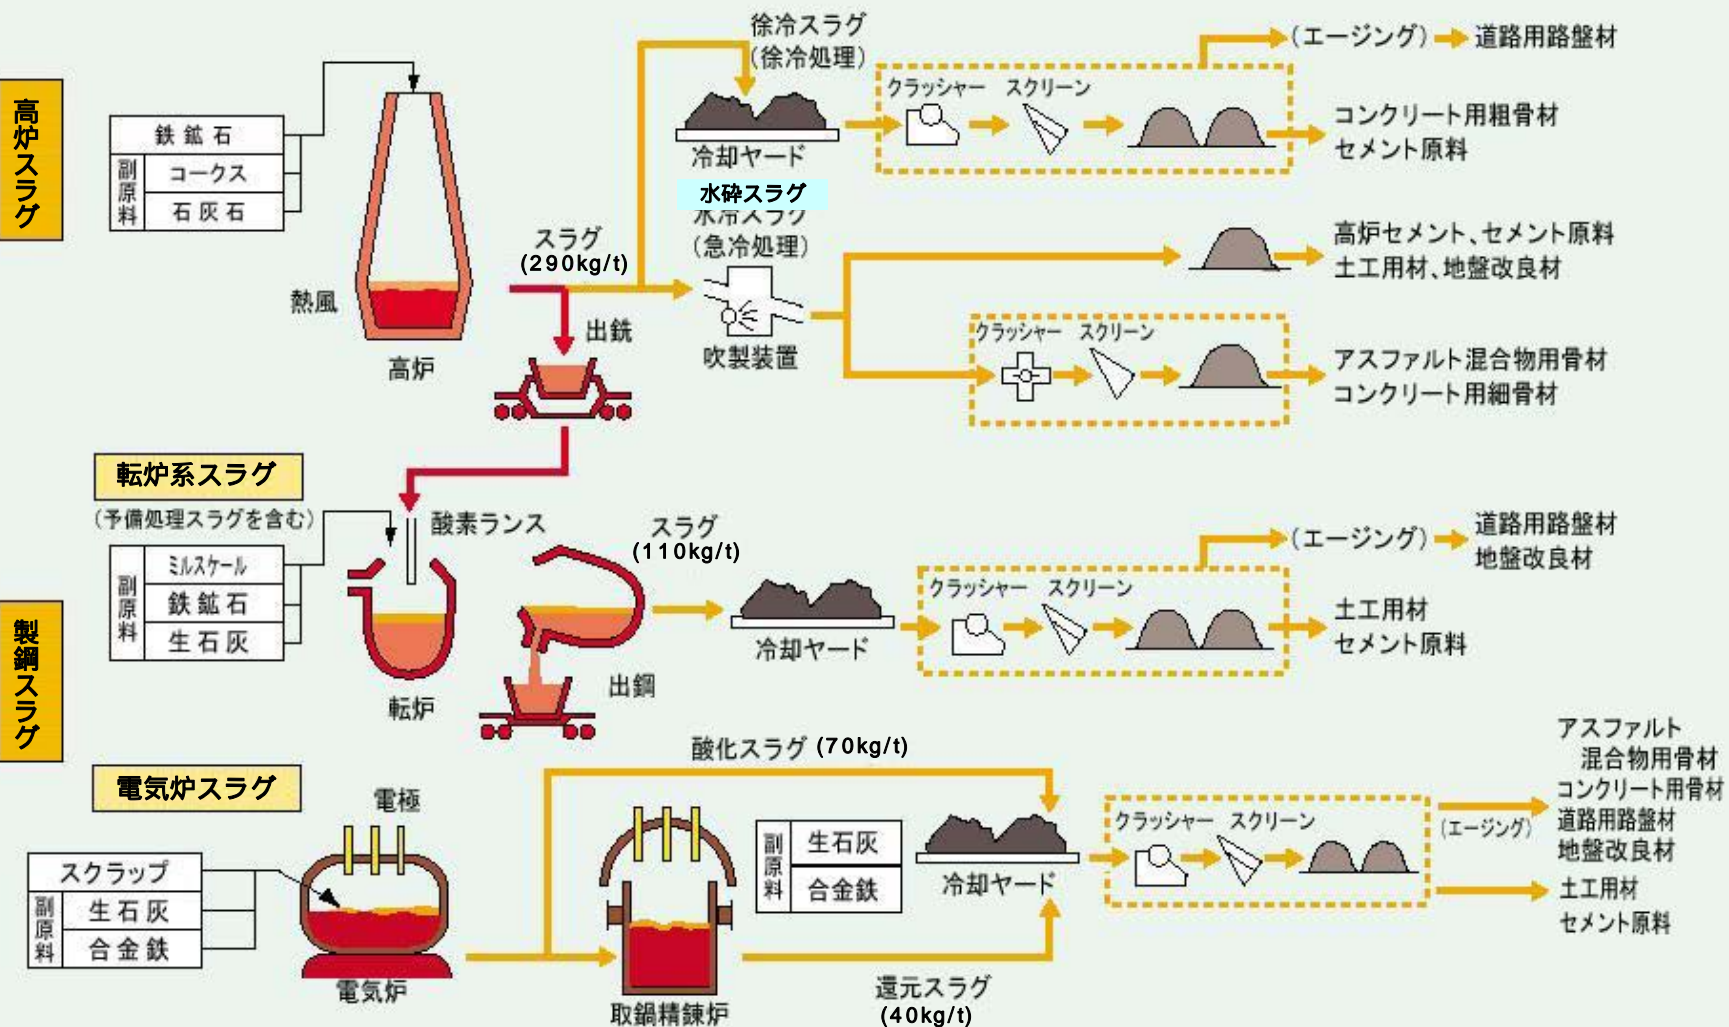 高炉スラグ
鉄鉱石
副原料
コークス
石灰石
熱風
高炉
スラグ
(290kg/t)
出銑
徐冷スラグ
(徐冷処理)
冷却ヤード
クラッシャー
スクリーン
(エージング)
道路用路盤材
コンクリート用粗骨材
セメント原料
水砕スラグ
水冷スラグ
(急冷処理)
吹製装置
高炉セメント、セメント原料
土工用材、地盤改良材
クラッシャー
スクリーン
アスファルト混合物用骨材
コンクリート用細骨材
製鋼スラグ
転炉系スラグ
(予備処理スラグを含む)
副原料
ミルスケール
鉄鉱石
生石灰
酸素ランス
転炉
スラグ
(110kg/t)
出鋼
冷却ヤード
クラッシャー
スクリーン
(エージング)
道路用路盤材
地盤改良材
土工用材
セメント原料
電気炉スラグ
電極
スクラップ
副原料
生石灰
合金鉄
電気炉
酸化スラグ (70kg/t)
取鍋精錬炉
副原料
生石灰
合金鉄
還元スラグ
(40kg/t)
冷却ヤード
クラッシャー
スクリーン
(エージング)
アスファルト
混合物用骨材
コンクリート用骨材
道路用路盤材
地盤改良材
土工用材
セメント原料